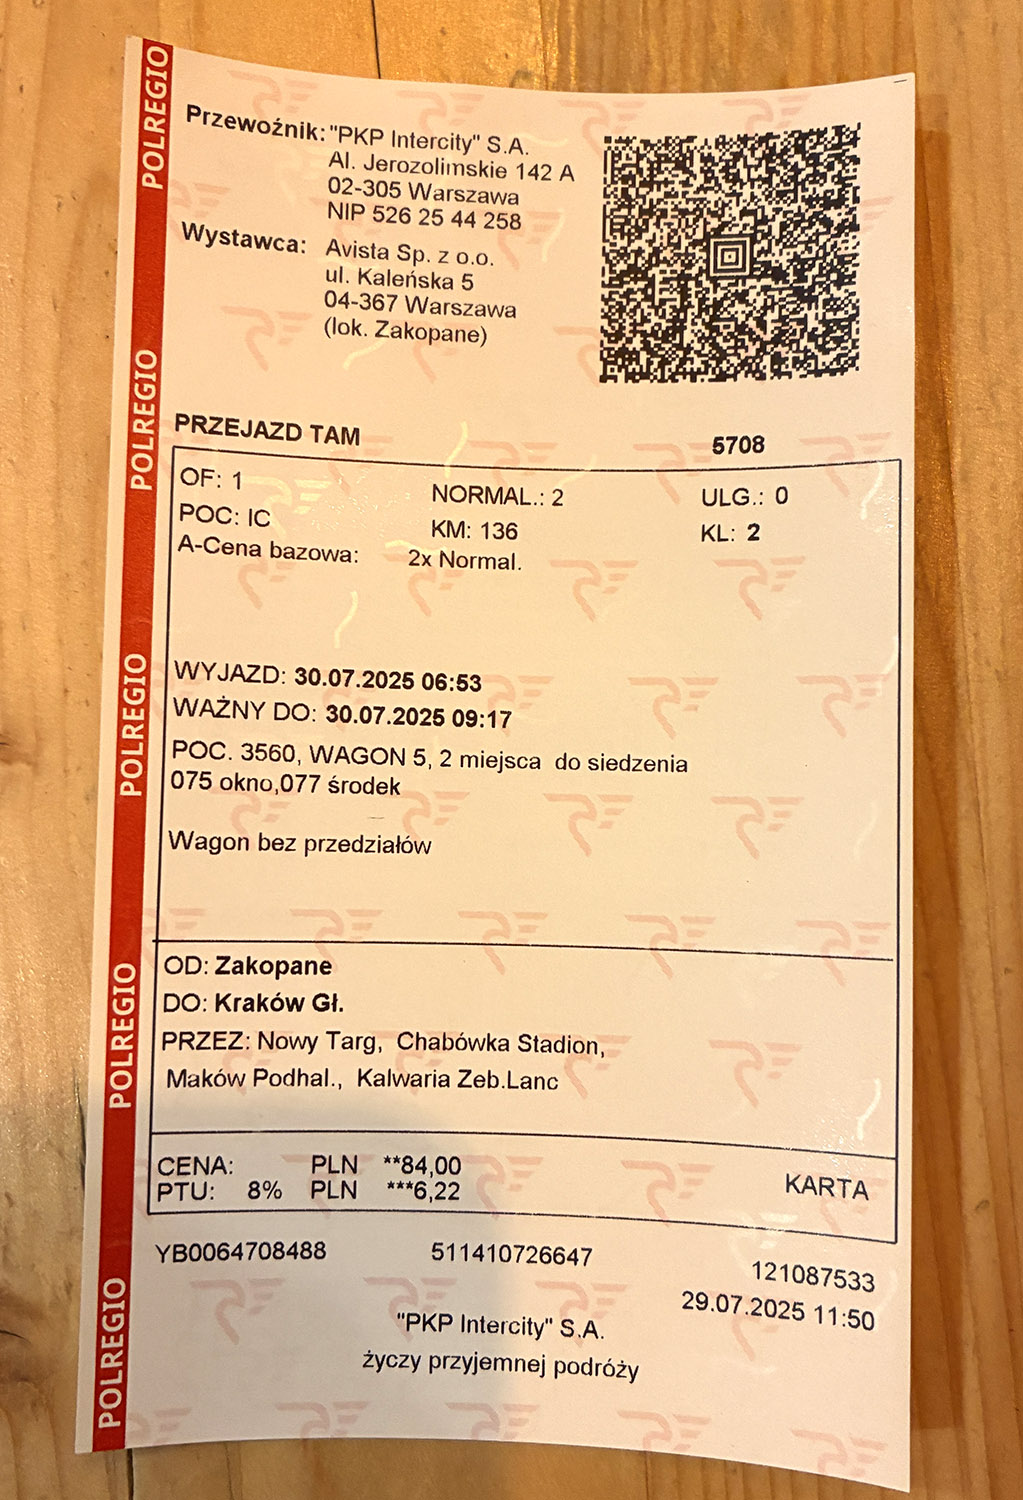 POLREGIO
POLREGIO
POLREGIO
POLREGIO
POLREGIO
Przewoźnik: "PKP Intercity" S.A.
Al. Jerozolimskie 142 A
02-305 Warszawa
NIP 526 25 44 258
Wystawca: Avista Sp. z o.o.
ul. Kaleńska 5
04-367 Warszawa
(lok. Zakopane)
PRZEJAZD TAM 5708
OF: 1 NORMAL.: 2 ULG.: 0
POC: IC KM: 136 KL: 2
A-Cena bazowa: 2x Normal.
WYJAZD: 30.07.2025 06:53
WAŻNY DO: 30.07.2025 09:17
POC. 3560, WAGON 5, 2 miejsca do siedzenia
075 okno,077 środek
Wagon bez przedziałów
OD: Zakopane
DO: Kraków Gł.
PRZEZ: Nowy Targ, Chabówka Stadion,
Maków Podhal., Kalwaria Zeb.Lanc
CENA: PLN **84,00
PTU: 8% PLN ***6,22 KARTA
YB0064708488 511410726647 121087533
29.07.2025 11:50
"PKP Intercity" S.A.
życzy przyjemnej podróży